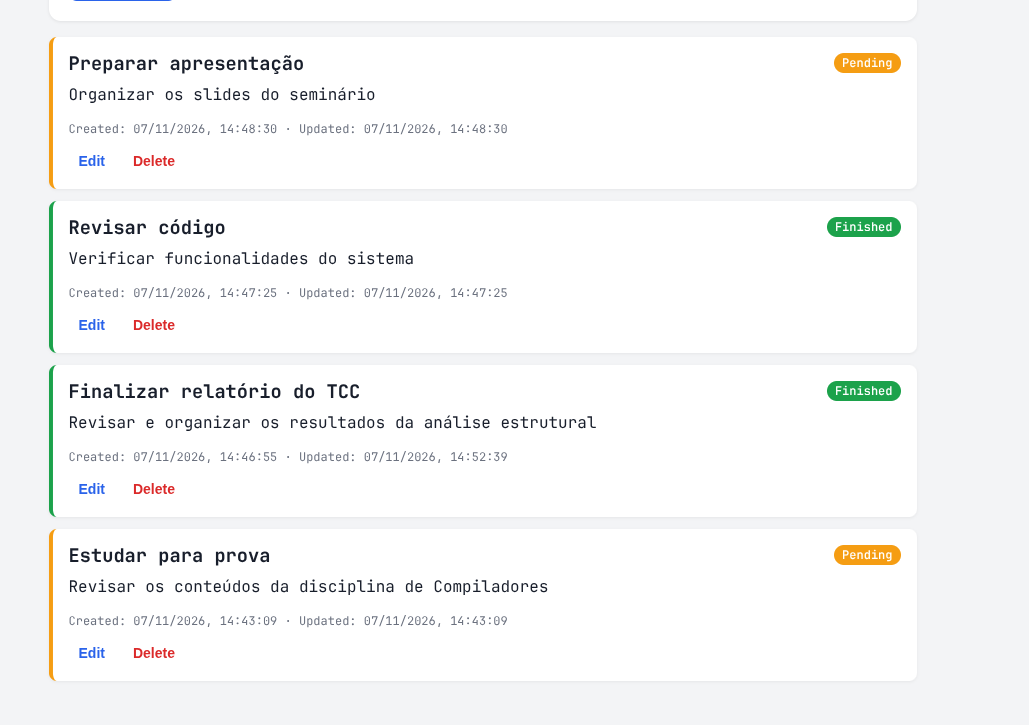 Preparar apresentação
Pending
Organizar os slides do seminário
Created: 07/11/2026, 14:48:30 · Updated: 07/11/2026, 14:48:30
Edit Delete
Revisar código
Finished
Verificar funcionalidades do sistema
Created: 07/11/2026, 14:47:25 · Updated: 07/11/2026, 14:47:25
Edit Delete
Finalizar relatório do TCC
Finished
Revisar e organizar os resultados da análise estrutural
Created: 07/11/2026, 14:46:55 · Updated: 07/11/2026, 14:52:39
Edit Delete
Estudar para prova
Pending
Revisar os conteúdos da disciplina de Compiladores
Created: 07/11/2026, 14:43:09 · Updated: 07/11/2026, 14:43:09
Edit Delete